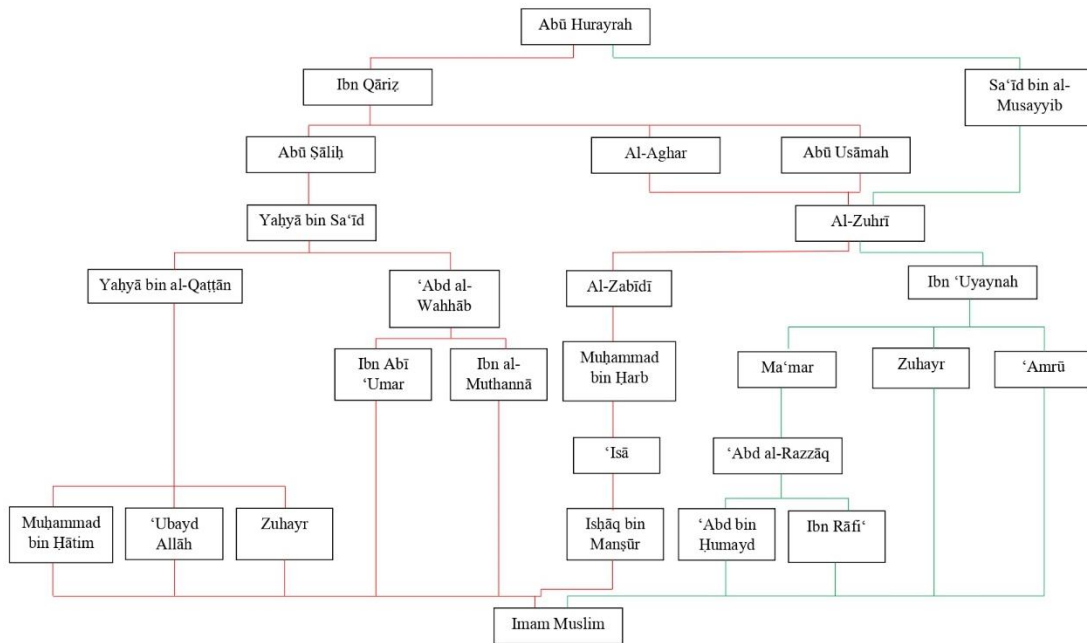 Abū Hurayrah
Ibn Qāriẓ
Sa‘īd bin al-
Musayyib
Abū Ṣāliḥ
Al-Aghar
Abū Usāmah
Yaḥyā bin Sa‘īd
Al-Zuhrī
Yaḥyā bin al-Qaṭṭān
‘Abd al-
Wahhāb
Al-Zabīdī
Ibn ‘Uyaynah
Ibn Abī
‘Umar
Ibn al-
Muthannā
Muḥammad
bin Ḥarb
Ma‘mar
Zuhayr
‘Amrū
‘Isā
‘Abd al-Razzāq
Muḥammad
bin Ḥātim
‘Ubayd
Allāh
Zuhayr
Isḥāq bin
Manṣūr
‘Abd bin
Ḥumayd
Ibn Rāfi‘
Imam Muslim